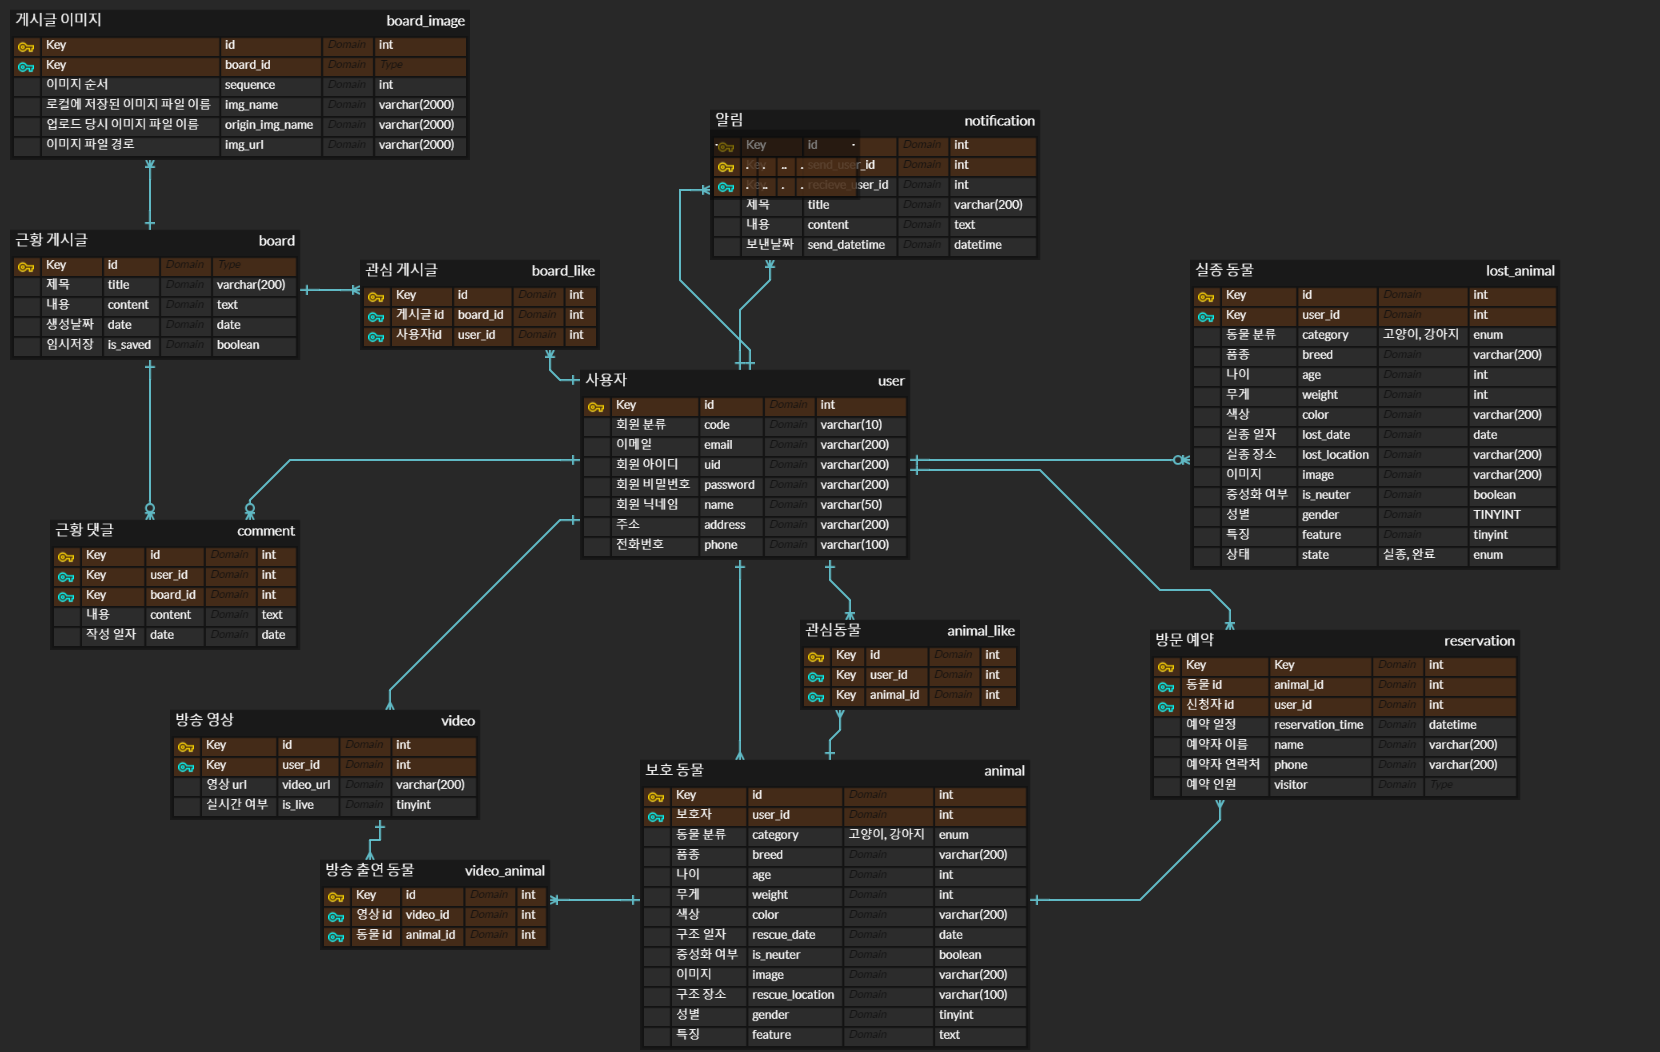 게시글 이미지 board_image
Key id Domain int
Key board_id Domain Type
이미지 순서 sequence Domain int
로컬에 저장된 이미지 파일 이름 img_name Domain varchar(2000)
업로드 당시 이미지 파일 이름 origin_img_name Domain varchar(2000)
이미지 파일 경로 img_url Domain varchar(2000)
알림 notification
Key id Domain int
Key send_user_id Domain int
Key recieve_user_id Domain int
제목 title Domain varchar(200)
내용 content Domain text
보낸날짜 send_datetime Domain datetime
근황 게시글 board
Key id Domain Type
제목 title Domain varchar(200)
내용 content Domain text
생성날짜 date Domain date
임시저장 is_saved Domain boolean
관심 게시글 board_like
Key id Domain int
게시글 id board_id Domain int
사용자id user_id Domain int
실종 동물 lost_animal
Key id Domain int
Key user_id Domain int
동물 분류 category 고양이, 강아지 enum
품종 breed Domain varchar(200)
나이 age Domain int
무게 weight Domain int
색상 color Domain varchar(200)
실종 일자 lost_date Domain date
실종 장소 lost_location Domain varchar(200)
이미지 image Domain varchar(200)
중성화 여부 is_neuter Domain boolean
성별 gender Domain TINYINT
특징 feature Domain tinyint
상태 state 실종, 완료 enum
사용자 user
Key id Domain int
회원 분류 code Domain varchar(10)
이메일 email Domain varchar(200)
회원 아이디 uid Domain varchar(200)
회원 비밀번호 password Domain varchar(200)
회원 닉네임 name Domain varchar(50)
주소 address Domain varchar(200)
전화번호 phone Domain varchar(100)
근황 댓글 comment
Key id Domain int
Key user_id Domain int
Key board_id Domain int
내용 content Domain text
작성 일자 date Domain date
관심동물 animal_like
Key id Domain int
Key user_id Domain int
Key animal_id Domain int
방문 예약 reservation
Key Key Domain int
동물 id animal_id Domain int
신청자 id user_id Domain int
예약 일정 reservation_time Domain datetime
예약자 이름 name Domain varchar(200)
예약자 연락처 phone Domain varchar(200)
예약 인원 visitor Domain Type
방송 영상 video
Key id Domain int
Key user_id Domain int
영상 url video_url Domain varchar(200)
실시간 여부 is_live Domain tinyint
보호 동물 animal
Key id Domain int
보호자 user_id Domain int
동물 분류 category 고양이, 강아지 enum
품종 breed Domain varchar(200)
나이 age Domain int
무게 weight Domain int
색상 color Domain varchar(200)
구조 일자 rescue_date Domain date
중성화 여부 is_neuter Domain boolean
이미지 image Domain varchar(200)
구조 장소 rescue_location Domain varchar(100)
성별 gender Domain tinyint
특징 feature Domain text
방송 출연 동물 video_animal
Key id Domain int
영상 id video_id Domain int
동물 id animal_id Domain int